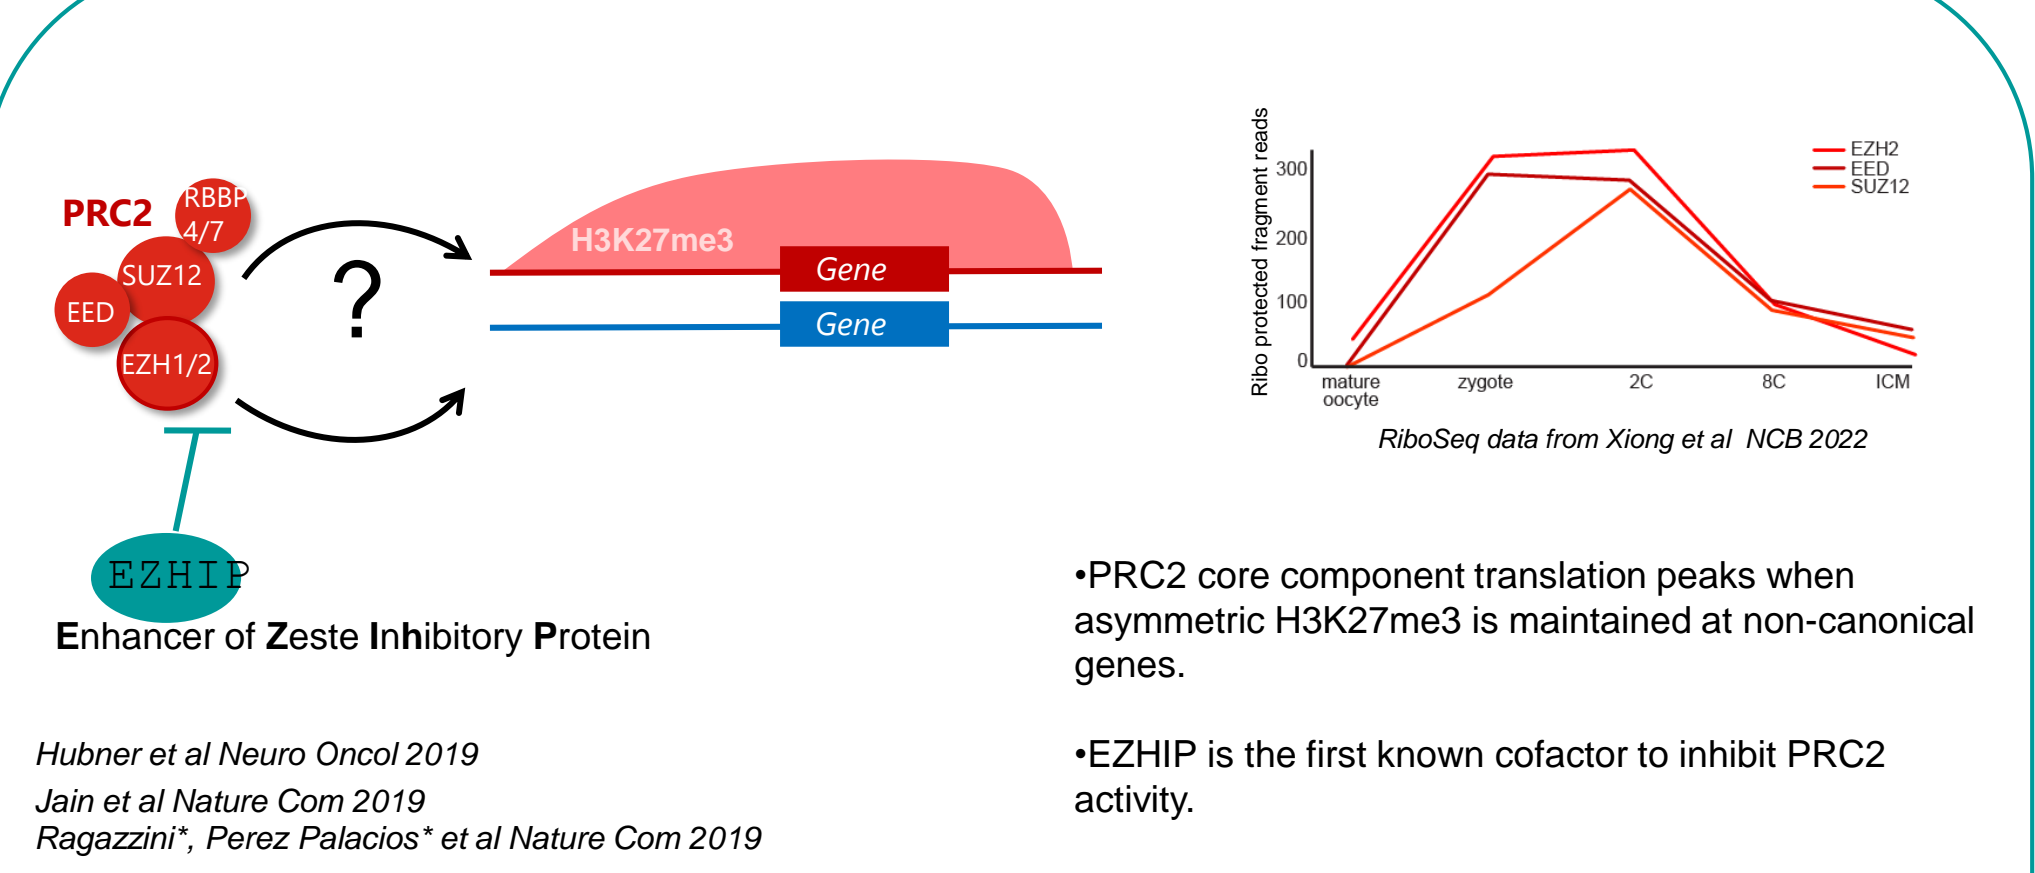 PRC2
RBBP
4/7
SUZ12
EED
EZH1/2
?
H3K27me3
Gene
Gene
EZHIP
Enhancer of Zeste Inhibitory Protein
Hubner et al Neuro Oncol 2019
Jain et al Nature Com 2019
Ragazzini*, Perez Palacios* et al Nature Com 2019
Ribo protected fragment reads
300
200
100
0
EZH2
EED
SUZ12
mature
oocyte
zygote
2C
8C
ICM
RiboSeq data from Xiong et al NCB 2022
•PRC2 core component translation peaks when
asymmetric H3K27me3 is maintained at non-canonical
genes.
•EZHIP is the first known cofactor to inhibit PRC2
activity.